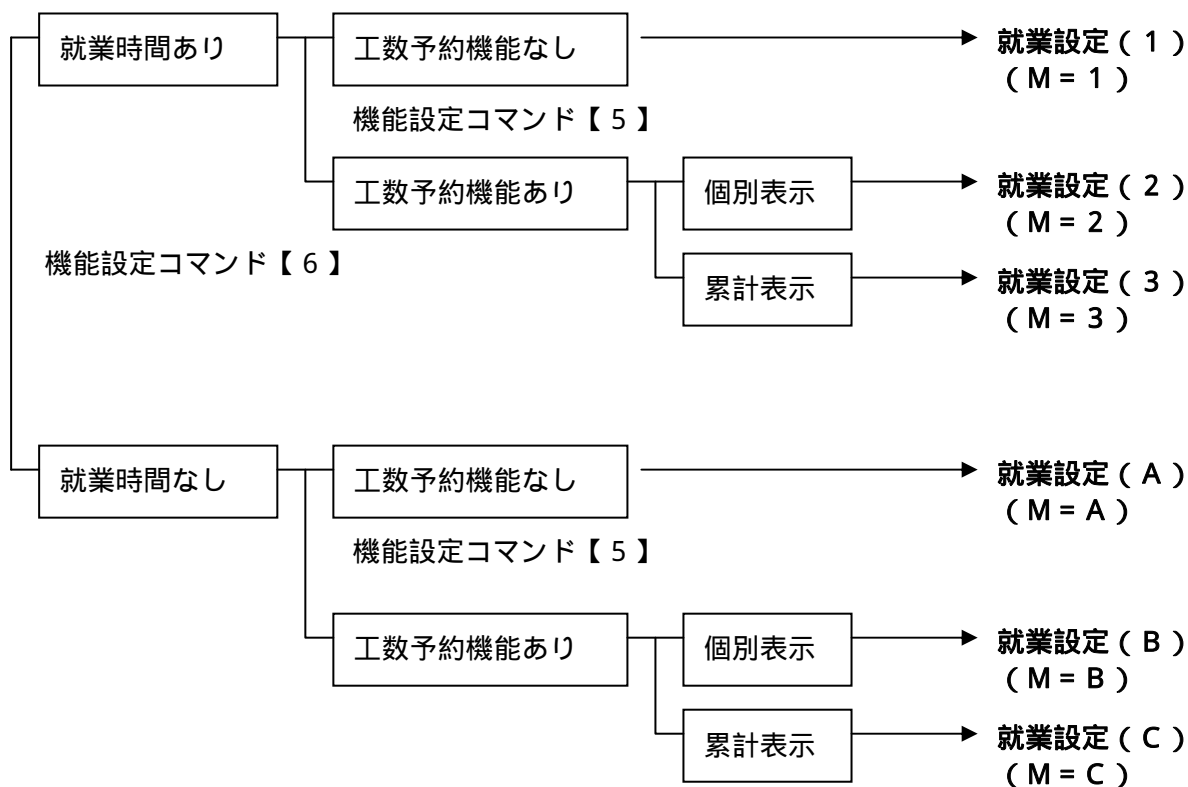 就業時間あり
工数予約機能なし
就業設定（1）
（M=1）
機能設定コマンド【5】
工数予約機能あり
個別表示
就業設定（2）
（M=2）
機能設定コマンド【6】
累計表示
就業設定（3）
（M=3）
就業時間なし
工数予約機能なし
就業設定（A）
（M=A）
機能設定コマンド【5】
工数予約機能あり
個別表示
就業設定（B）
（M=B）
累計表示
就業設定（C）
（M=C）